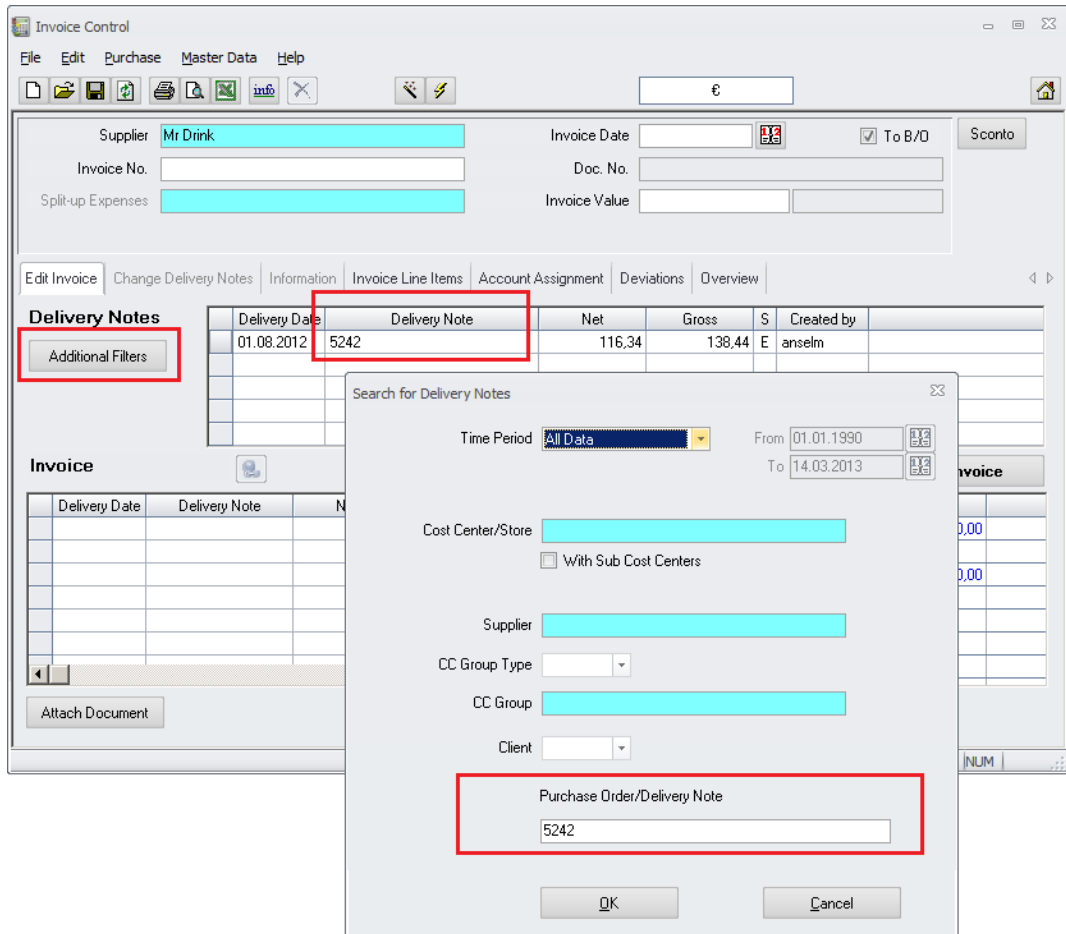 Invoice Control
File Edit Purchase Master Data Help
info €
Supplier Mr Drink Invoice Date To B/O Sconto
Invoice No. Doc. No.
Split-up Expenses Invoice Value
Edit Invoice Change Delivery Notes Information Invoice Line Items Account Assignment Deviations Overview
Delivery Notes Delivery Date Delivery Note Net Gross S Created by
01.08.2012 5242 116,34 138,44 E anselm
Additional Filters
Search for Delivery Notes
Time Period All Data From 01.01.1990
To 14.03.2013
Invoice nvoice
Delivery Date Delivery Note N
0,00
0,00
Cost Center/Store
With Sub Cost Centers
Supplier
CC Group Type
CC Group
Attach Document
Client
NUM
Purchase Order/Delivery Note
5242
OK Cancel